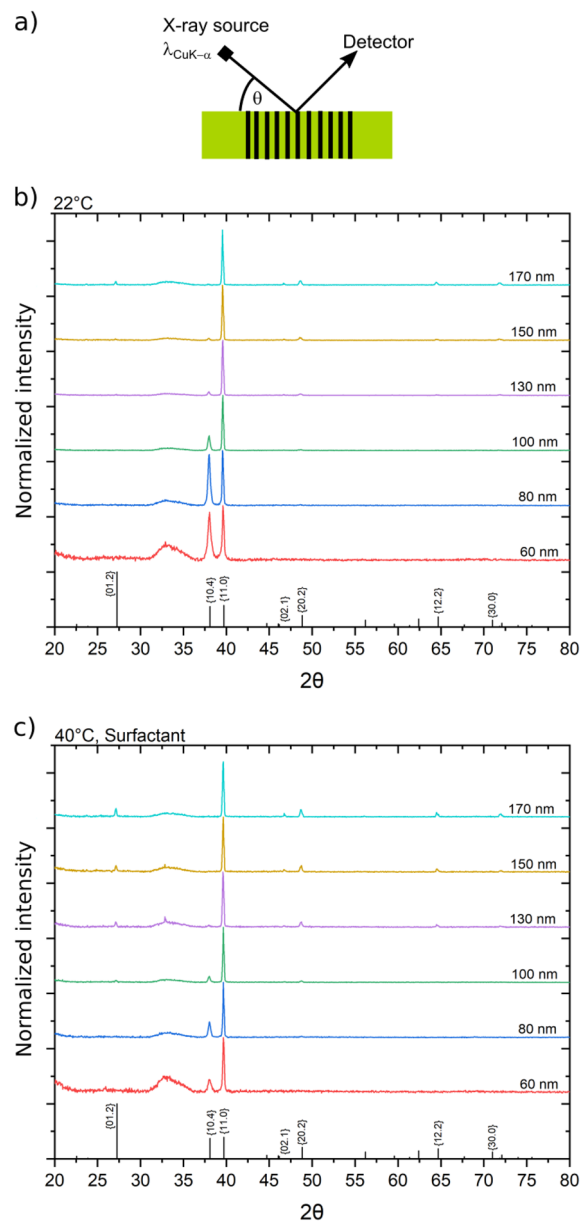 a)
X-ray source
λCuK−α
Detector
θ
b)
22°C
Normalized intensity
170 nm
150 nm
130 nm
100 nm
80 nm
60 nm
{01.2}
{10.4}
{11.0}
{02.1}
{20.2}
{12.2}
{30.0}
20 25 30 35 40 45 50 55 60 65 70 75 80
2θ
c)
40°C, Surfactant
Normalized intensity
170 nm
150 nm
130 nm
100 nm
80 nm
60 nm
{01.2}
{10.4}
{11.0}
{02.1}
{20.2}
{12.2}
{30.0}
20 25 30 35 40 45 50 55 60 65 70 75 80
2θ